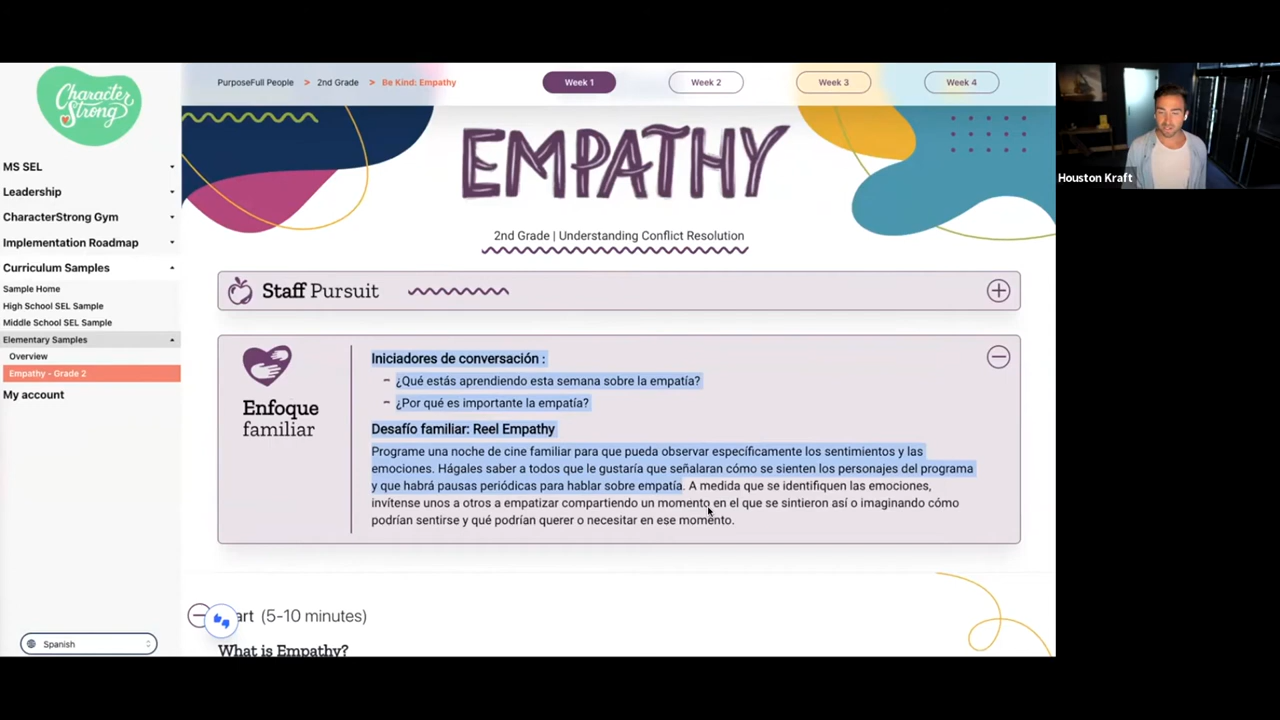 Character
Strong
MS SEL
Leadership
CharacterStrong Gym
Implementation Roadmap
Curriculum Samples
Sample Home
High School SEL Sample
Middle School SEL Sample
Elementary Samples
Overview
Empathy - Grade 2
My account
Spanish
PurposeFull People > 2nd Grade > Be Kind: Empathy
Week 1
Week 2
Week 3
Week 4
EMPATHY
2nd Grade | Understanding Conflict Resolution
Staff Pursuit
Enfoque
familiar
Iniciadores de conversación :
¿Qué estás aprendiendo esta semana sobre la empatía?
¿Por qué es importante la empatía?
Desafío familiar: Reel Empathy
Programe una noche de cine familiar para que pueda observar específicamente los sentimientos y las
emociones. Hágales saber a todos que le gustaría que señalaran cómo se sienten los personajes del programa
y que habrá pausas periódicas para hablar sobre empatía. A medida que se identifiquen las emociones,
invítense unos a otros a empatizar compartiendo un momento en el que se sintieron así o imaginando cómo
podrían sentirse y qué podrían querer o necesitar en ese momento.
art (5-10 minutes)
What is Empathy?
Houston Kraft